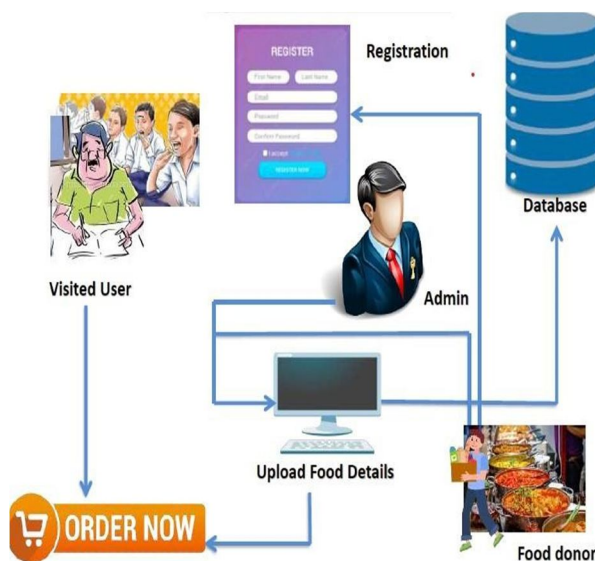 REGISTER
Registration
First Name
Last Name
Email
Password
Confirm Password
I accept
REGISTER NOW
Database
Visited User
Admin
Upload Food Details
ORDER NOW
Food donor